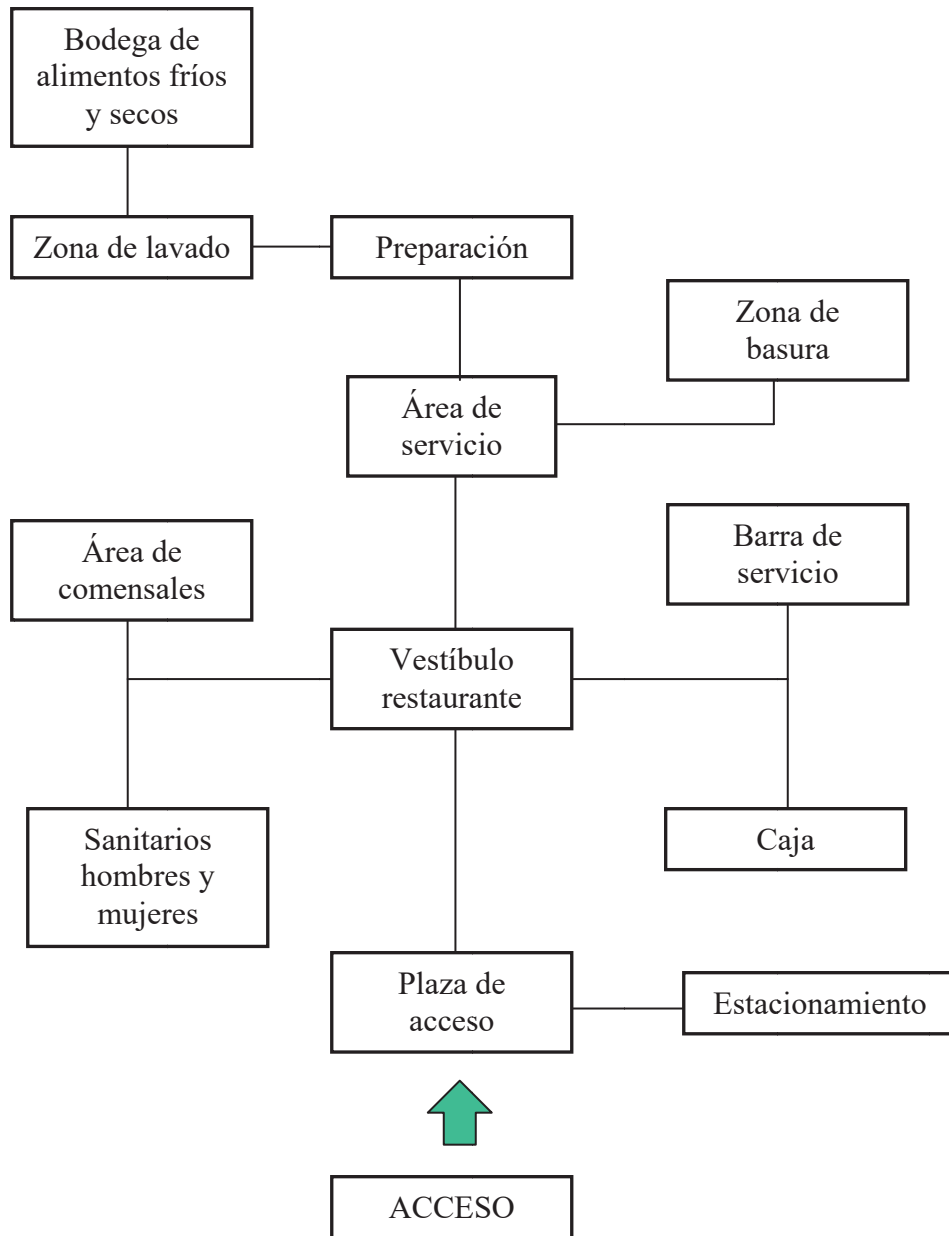 Bodega de
alimentos fríos
y secos
Zona de lavado
Preparación
Zona de
basura
Área de
servicio
Área de
comensales
Barra de
servicio
Vestíbulo
restaurante
Sanitarios
hombres y
mujeres
Caja
Plaza de
acceso
Estacionamiento
ACCESO